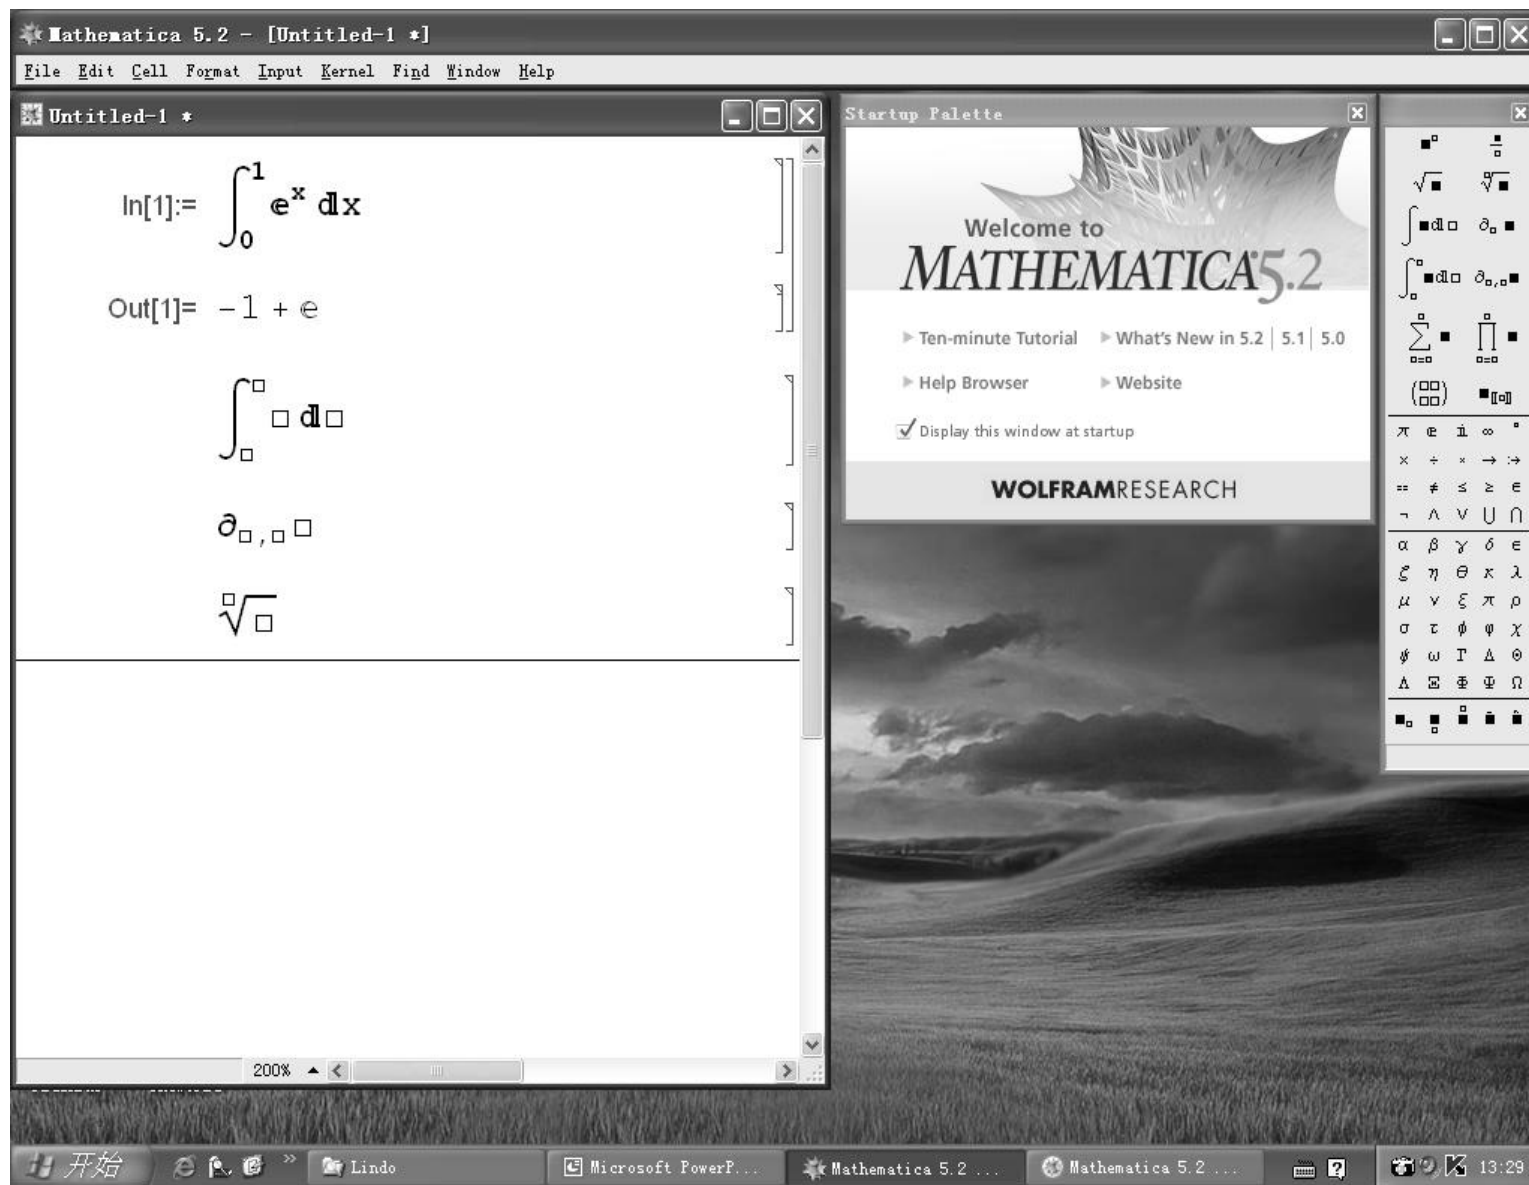 Mathematica 5.2 - [Untitled-1 *]
File Edit Cell Format Input Kernel Find Window Help
Untitled-1 *
In[1]:= ∫₀¹ ⅇˣ ⅆx
Out[1]= -1 + ⅇ
∫□□ □ ⅆ□
∂□,□ □
□√□
200%
Startup Palette
Welcome to
MATHEMATICA 5.2
Ten-minute Tutorial
What's New in 5.2 | 5.1 | 5.0
Help Browser
Website
Display this window at startup
WOLFRAMRESEARCH
■□ ■/□
√■ □√■
∫■ⅆ□ ∂□ ■
∫□□■ⅆ□ ∂□,□■
∑□□=□ ■ ∏□□=□ ■
(□□ □□) ■[[□]]
π ⅇ ⅈ ∞ °
× ÷ × → :→
== ≠ ≤ ≥ ∈
¬ ∧ ∨ ∪ ∩
α β γ δ ϵ
ζ η θ κ λ
μ ν ξ π ρ
σ τ ϕ φ χ
ψ ω Γ Δ Θ
Λ Ξ Φ Ψ Ω
开始
»
Lindo
Microsoft PowerP...
Mathematica 5.2 ...
Mathematica 5.2 ...
13:29